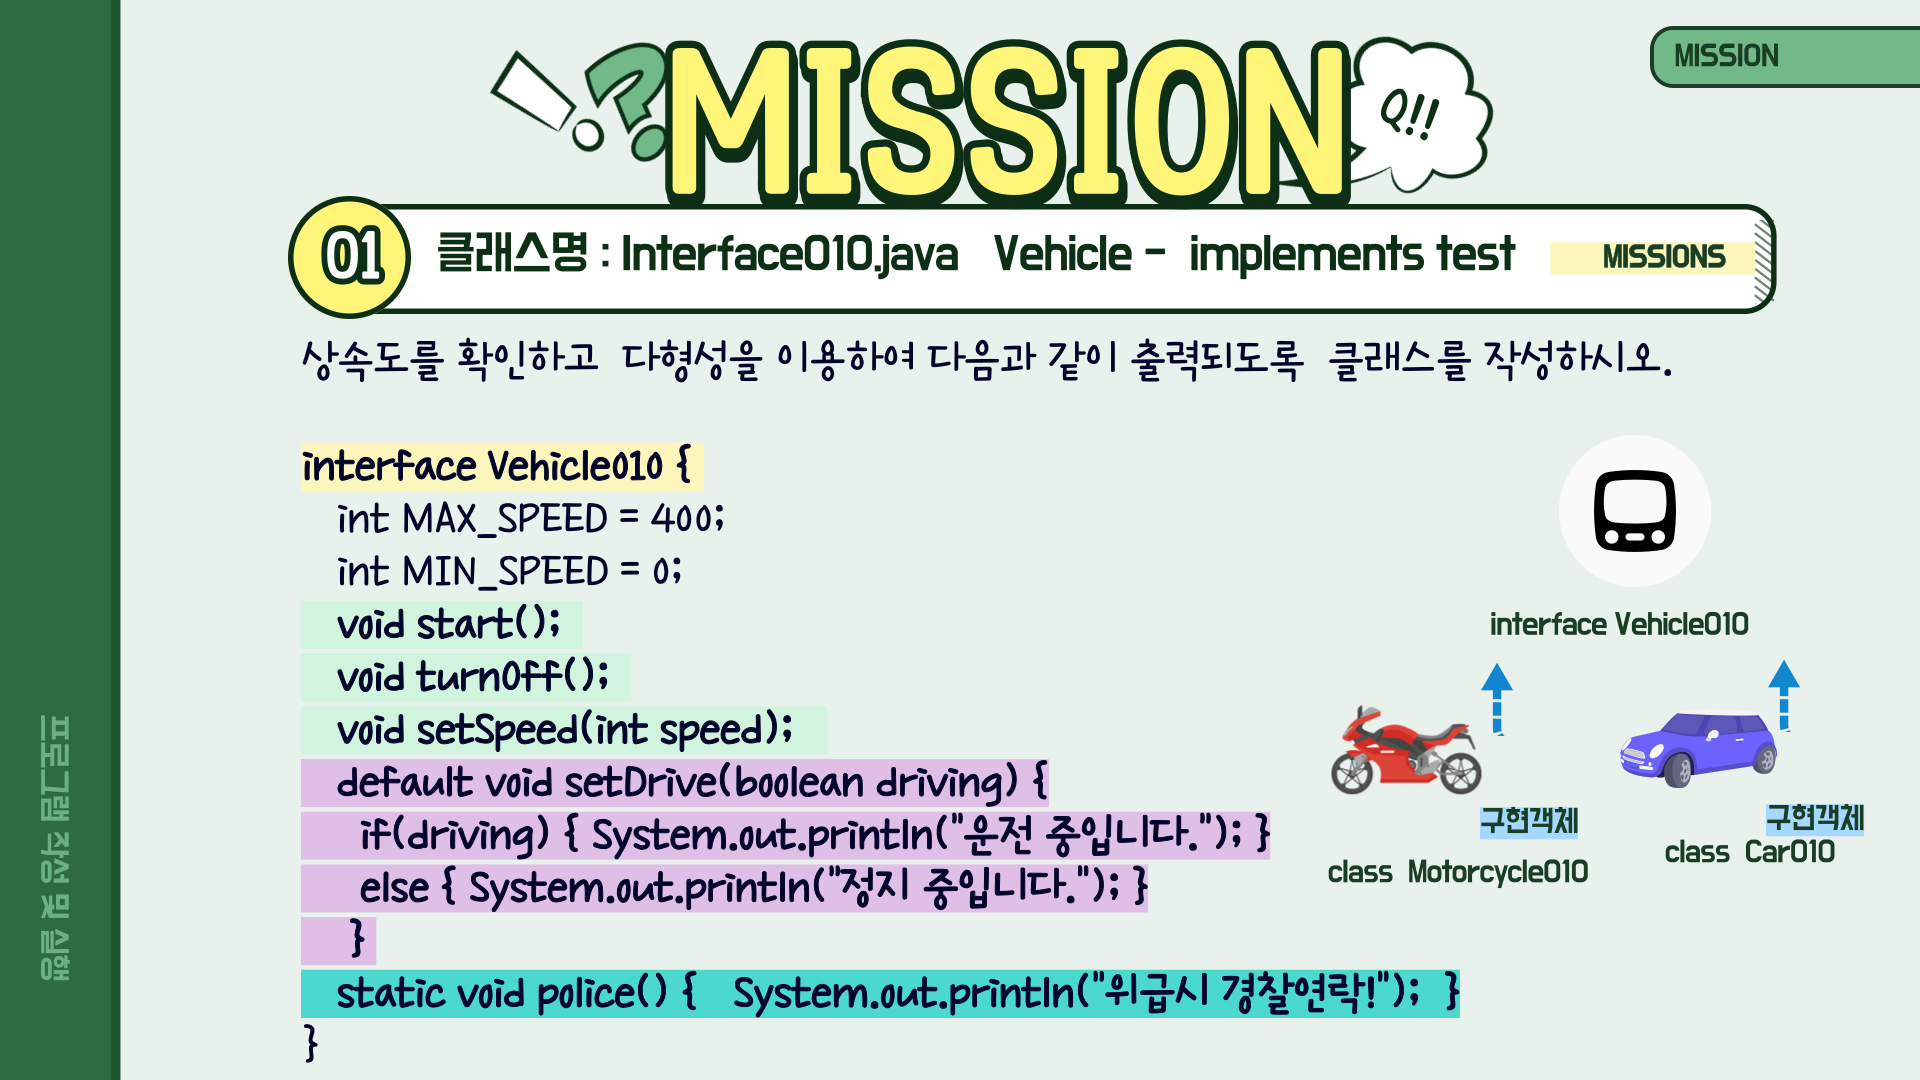 MISSION
!?
MISSION
Q!!
01
클래스명 : Interface010.java   Vehicle -  implements test
MISSIONS
상속도를 확인하고  다형성을 이용하여 다음과 같이 출력되도록  클래스를 작성하시오.
interface Vehicle010 {
int MAX_SPEED = 400;
int MIN_SPEED = 0;
void start();
void turnOff();
void setSpeed(int speed);
default void setDrive(boolean driving) {
if(driving) { System.out.println("운전 중입니다."); }
else { System.out.println("정지 중입니다."); }
}
static void police() {   System.out.println("위급시 경찰연락!");  }
}
interface Vehicle010
구현객체
class  Motorcycle010
구현객체
class  Car010
프로그램 작성 및 실행